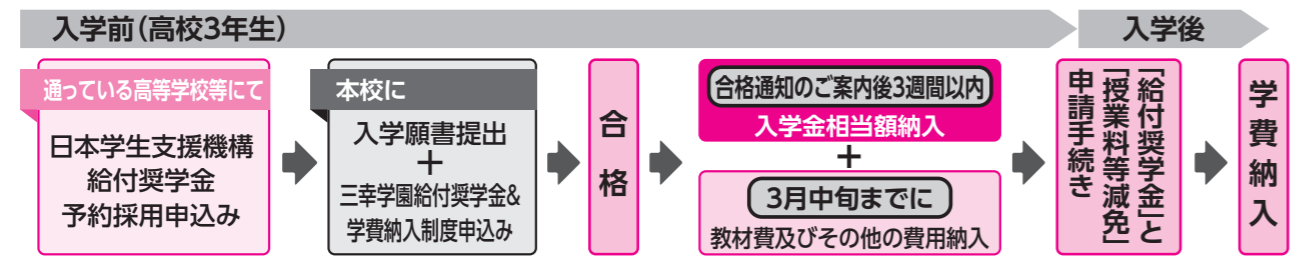 入学前(高校3年生)
入学後
通っている高等学校等にて
日本学生支援機構
給付奨学金
予約採用申込み
本校に
入学願書提出
+
三幸学園給付奨学金&
学費納入制度申込み
合格
合格通知のご案内後3週間以内
入学金相当額納入
+
3月中旬までに
教材費及びその他の費用納入
「給付奨学金」と
「授業料等減免」
申請手続き
学費納入